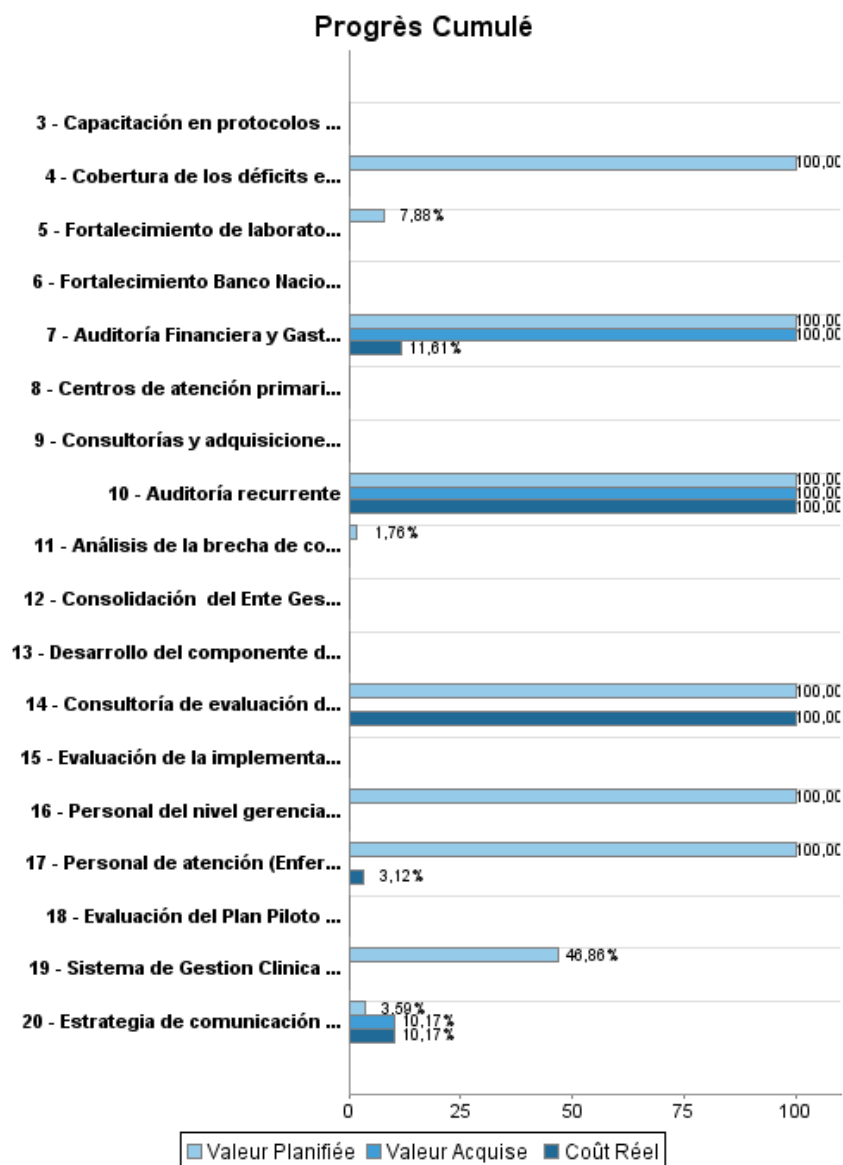 Progrès Cumulé
3 - Capacitación en protocolos ...
4 - Cobertura de los déficits e...
100,00
5 - Fortalecimiento de laborato...
7,88%
6 - Fortalecimiento Banco Nacio...
7 - Auditoría Financiera y Gast...
100,00
100,00
11,61%
8 - Centros de atención primari...
9 - Consultorías y adquisicione...
10 - Auditoría recurrente
100,00
100,00
100,00
11 - Análisis de la brecha de co...
1,76%
12 - Consolidación  del Ente Ges...
13 - Desarrollo del componente d...
14 - Consultoría de evaluación d...
100,00
100,00
15 - Evaluación de la implementa...
16 - Personal del nivel gerencia...
100,00
17 - Personal de atención (Enfer...
100,00
3,12%
18 - Evaluación del Plan Piloto ...
19 - Sistema de Gestion Clinica ...
46,86%
20 - Estrategia de comunicación ...
3,59%
10,17%
10,17%
0 25 50 75 100
Valeur Planifiée Valeur Acquise Coût Réel